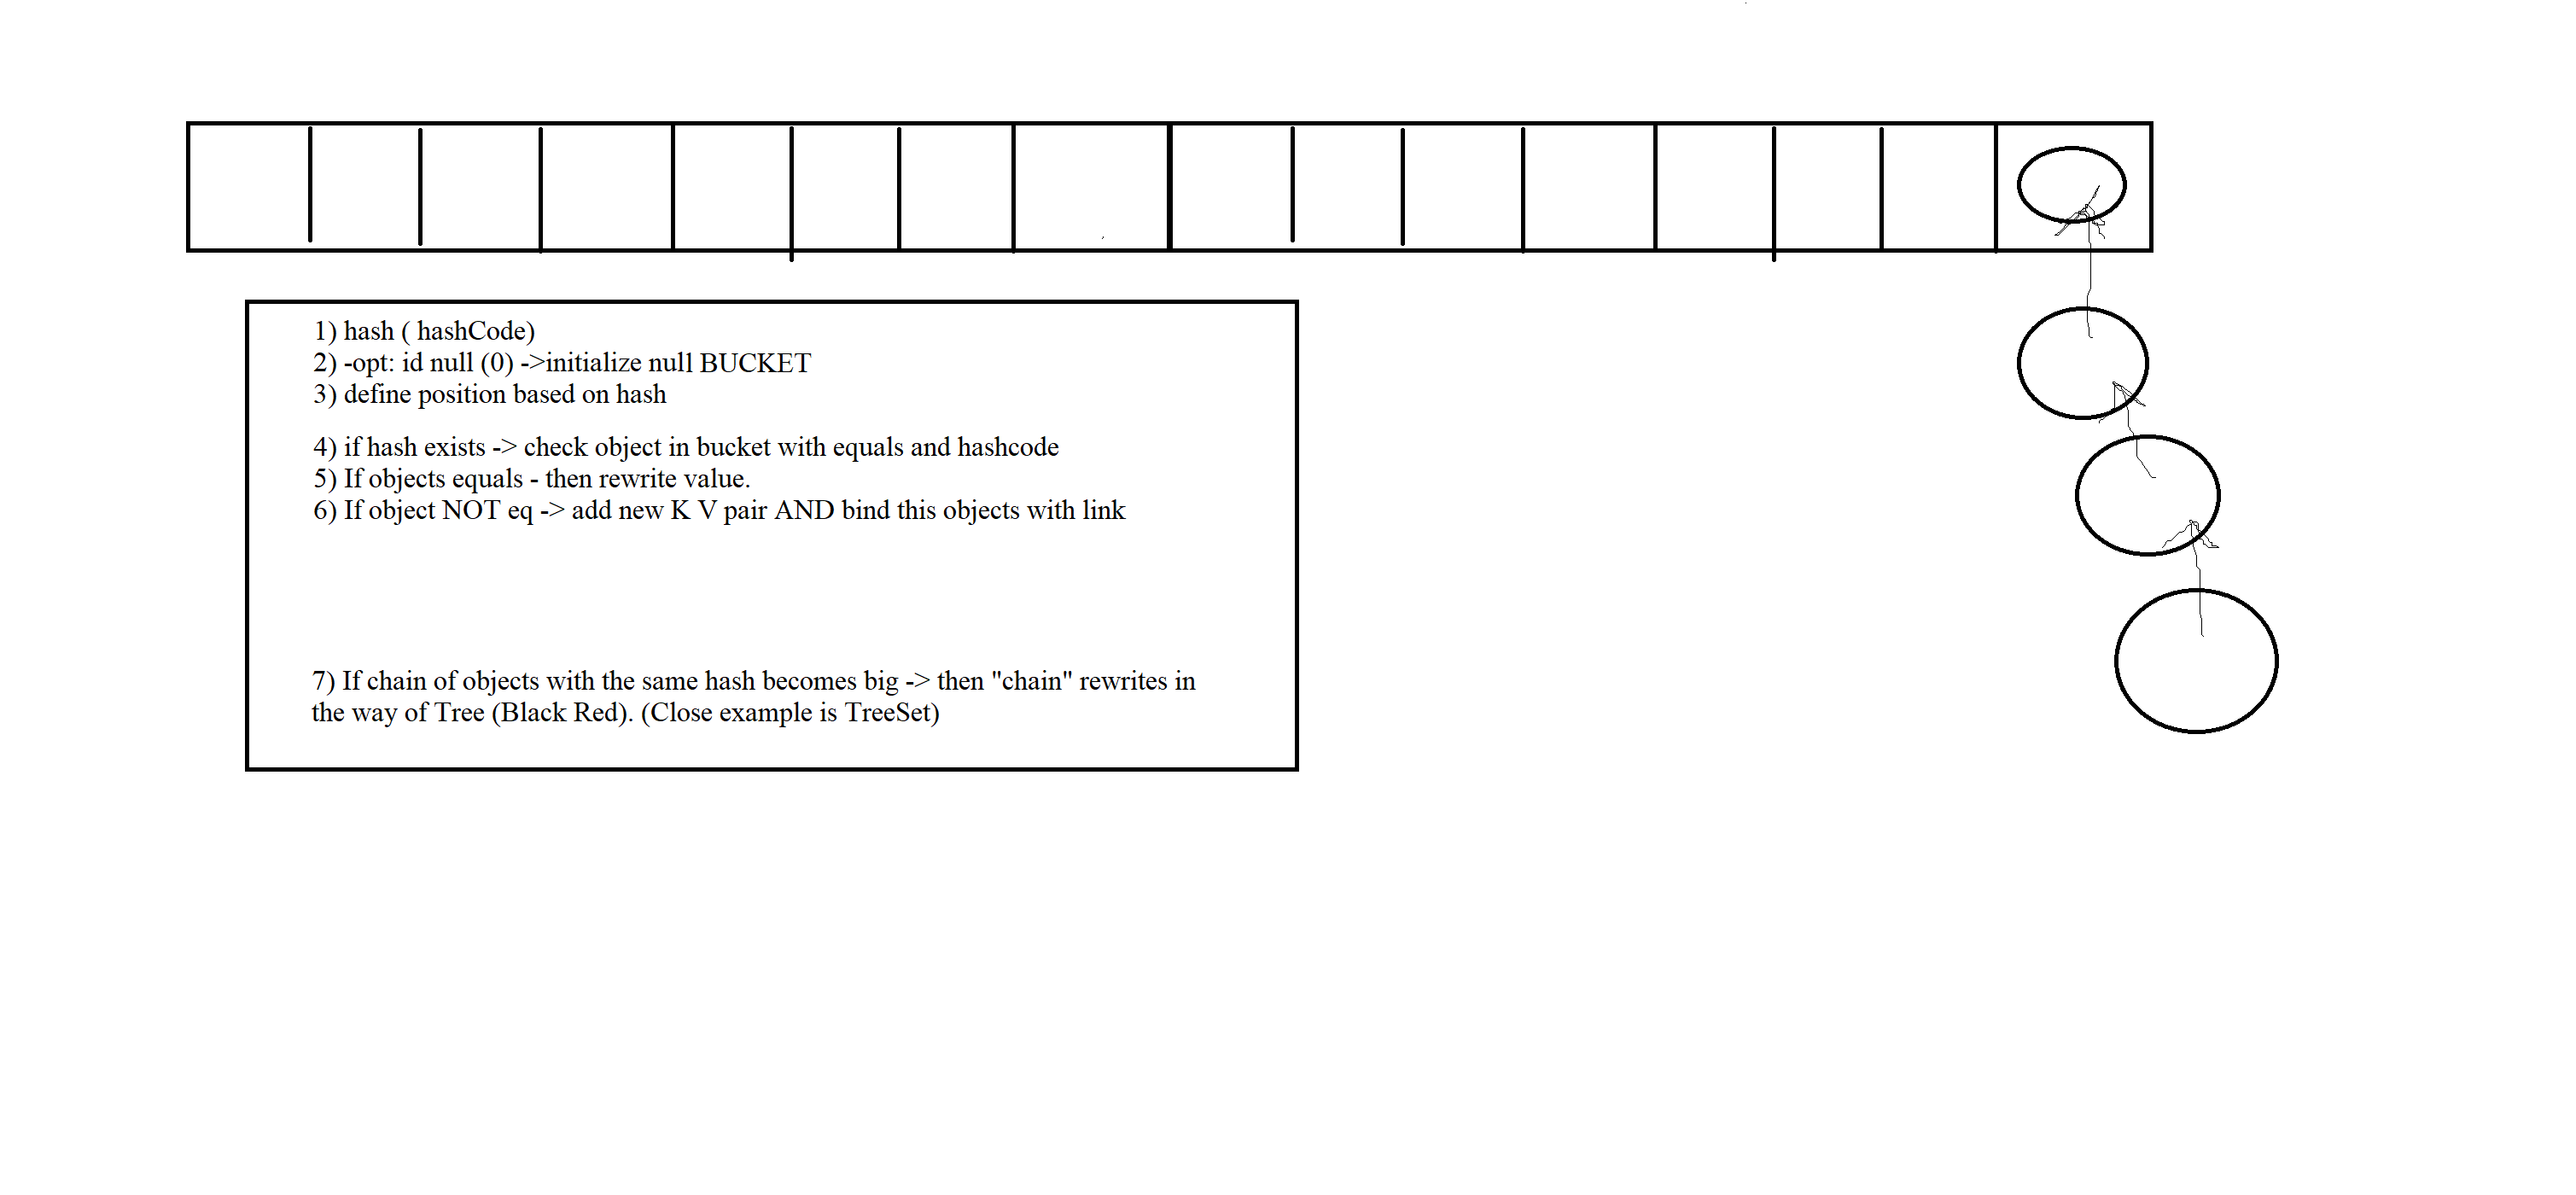 1) hash ( hashCode)
2) -opt: id null (0) ->initialize null BUCKET
3) define position based on hash
4) if hash exists -> check object in bucket with equals and hashcode
5) If objects equals - then rewrite value.
6) If object NOT eq -> add new K V pair AND bind this objects with link
7) If chain of objects with the same hash becomes big -> then "chain" rewrites in
the way of Tree (Black Red). (Close example is TreeSet)